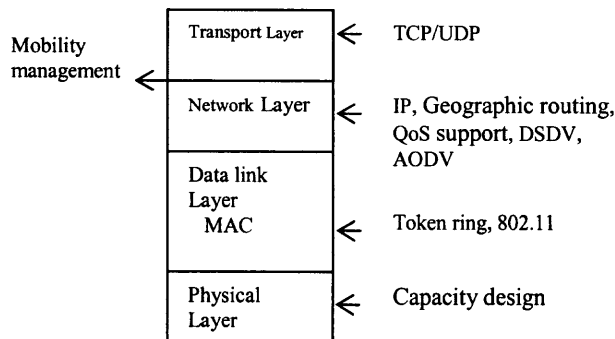 Transport Layer
TCP/UDP
Mobility
management
Network Layer
IP, Geographic routing,
QoS support, DSDV,
AODV
Data link
Layer
MAC
Token ring, 802.11
Physical
Layer
Capacity design